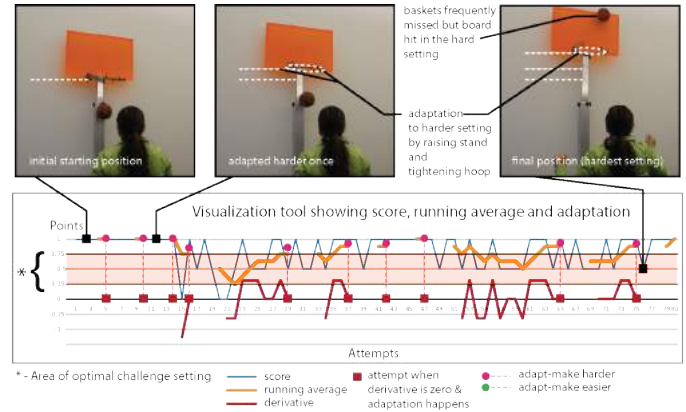 baskets frequently
missed but board
hit in the hard
setting
adaptation
to harder setting
by raising stand
and
tightening hoop
initial starting position
adapted harder once
final position (hardest setting)
Visualization tool showing score, running average and adaptation
Points
*
Attempts
* - Area of optimal challenge setting
score
running average
derivative
attempt when
derivative is zero &
adaptation happens
adapt-make harder
adapt-make easier